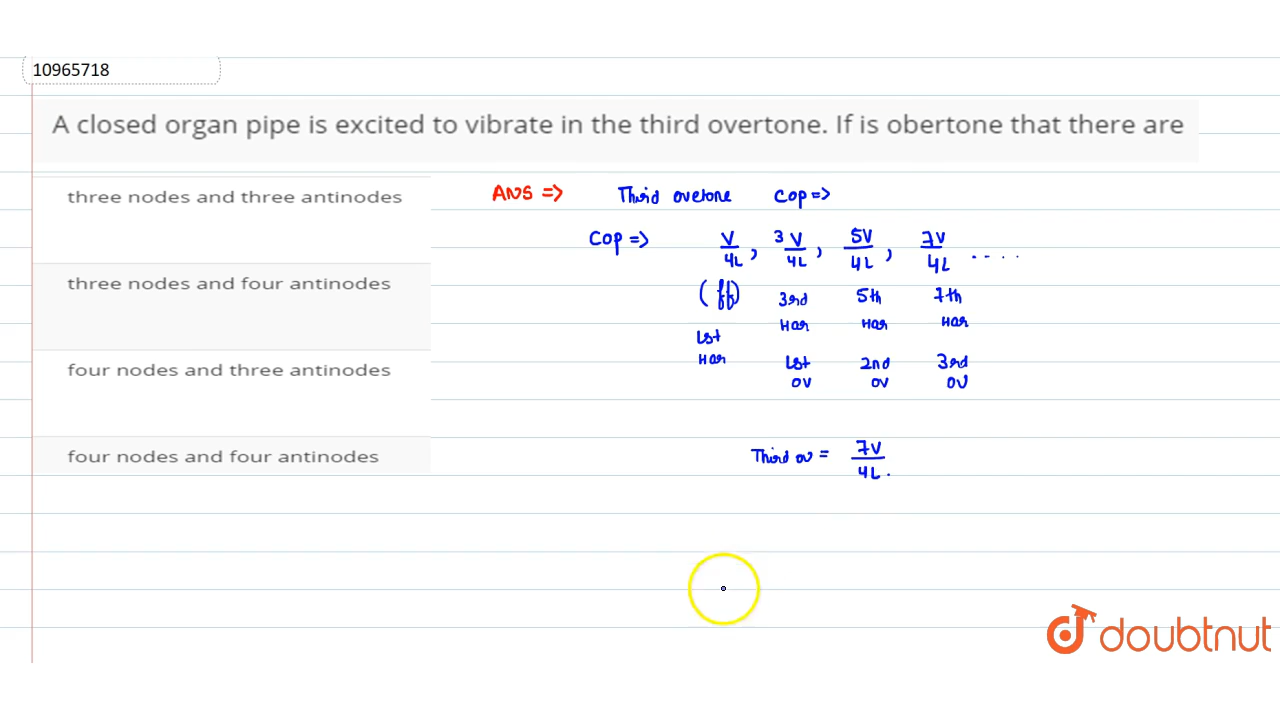 10965718
A closed organ pipe is excited to vibrate in the third overtone. If is obertone that there are
three nodes and three antinodes
three nodes and four antinodes
four nodes and three antinodes
four nodes and four antinodes
ANS => Third overtone COP =>
COP => V/4L, 3V/4L, 5V/4L, 7V/4L .....
(ff) 3rd 5th 7th
Har Har Har
Ist
Har Ist 2nd 3rd
OV OV OV
Third OV = 7V/4L.
doubtnut